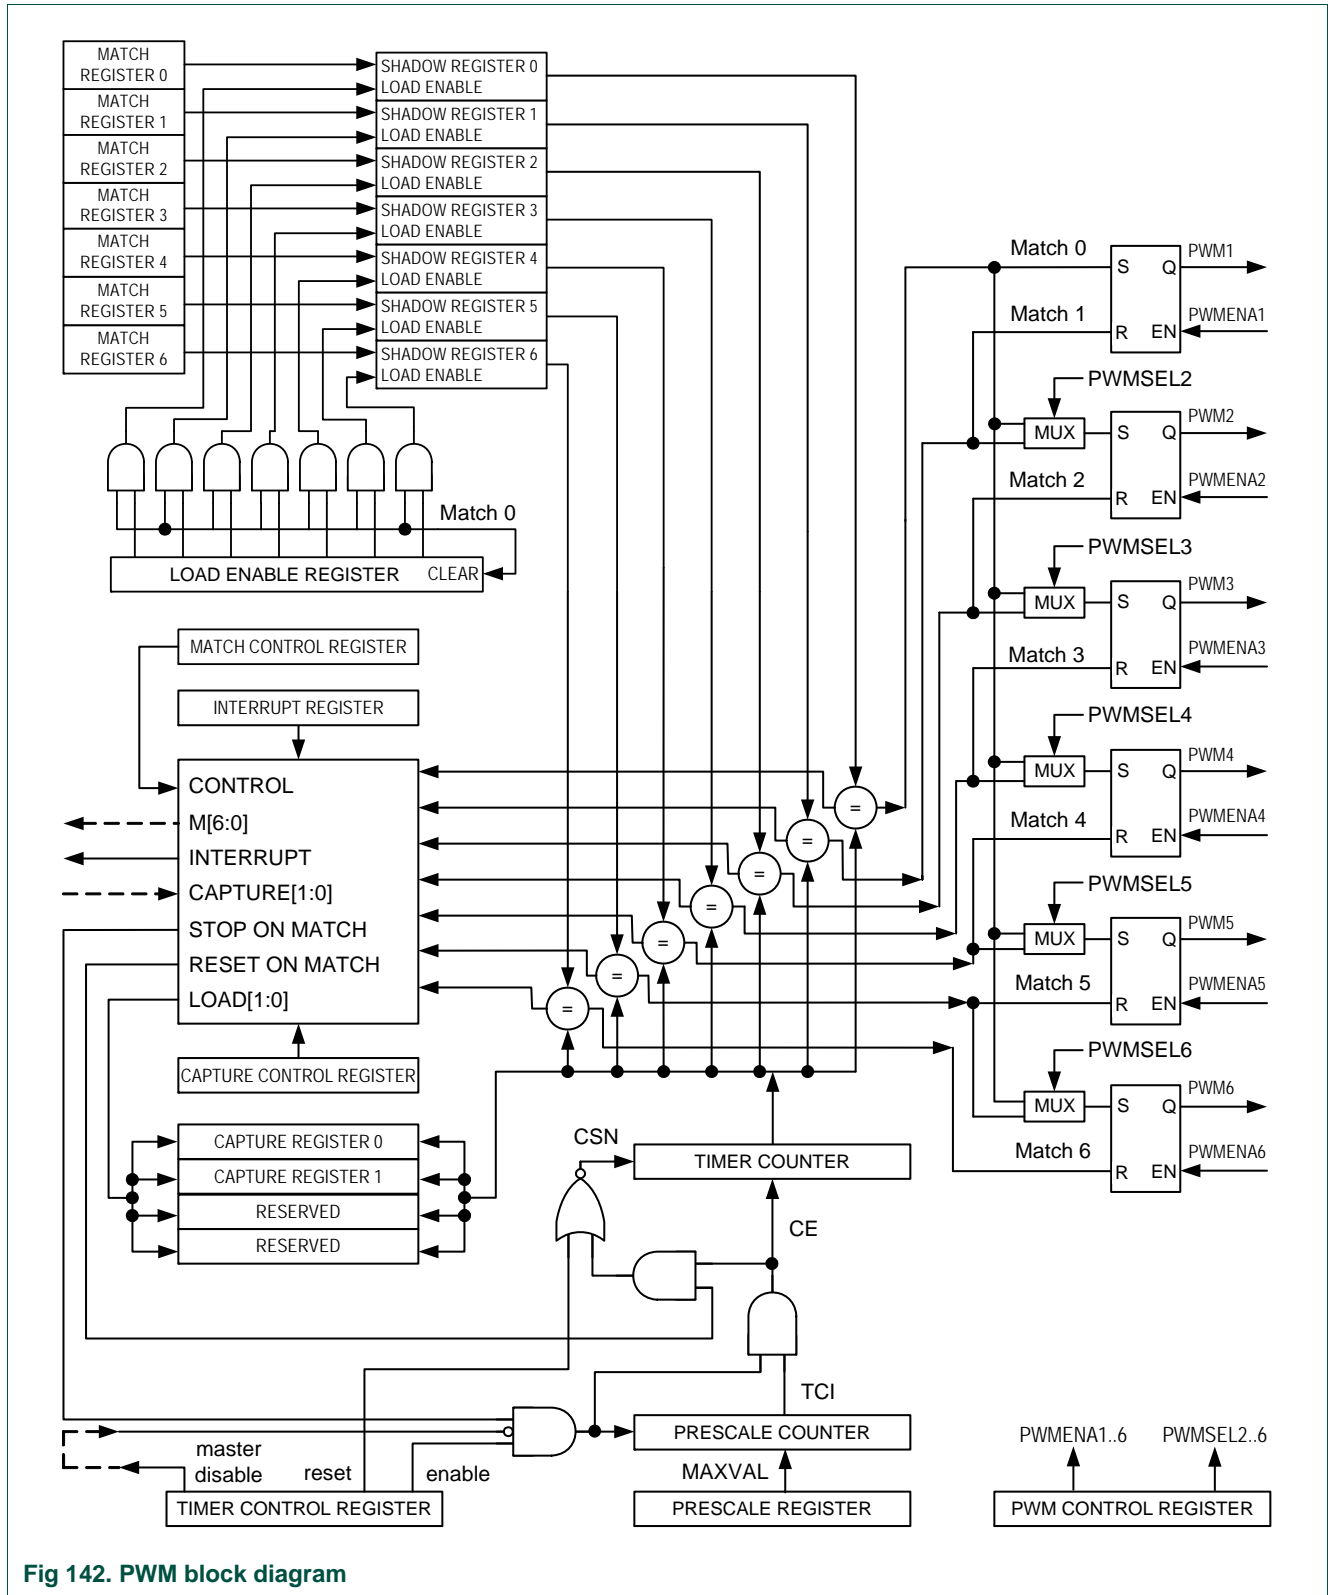 MATCH
REGISTER 0
MATCH
REGISTER 1
MATCH
REGISTER 2
MATCH
REGISTER 3
MATCH
REGISTER 4
MATCH
REGISTER 5
MATCH
REGISTER 6
SHADOW REGISTER 0
LOAD ENABLE
SHADOW REGISTER 1
LOAD ENABLE
SHADOW REGISTER 2
LOAD ENABLE
SHADOW REGISTER 3
LOAD ENABLE
SHADOW REGISTER 4
LOAD ENABLE
SHADOW REGISTER 5
LOAD ENABLE
SHADOW REGISTER 6
LOAD ENABLE
Match 0
LOAD ENABLE REGISTER CLEAR
MATCH CONTROL REGISTER
INTERRUPT REGISTER
CONTROL
M[6:0]
INTERRUPT
CAPTURE[1:0]
STOP ON MATCH
RESET ON MATCH
LOAD[1:0]
CAPTURE CONTROL REGISTER
CAPTURE REGISTER 0
CAPTURE REGISTER 1
RESERVED
RESERVED
=
=
=
=
=
=
=
Match 0 S Q PWM1
Match 1 R EN PWMENA1
PWMSEL2
MUX S Q PWM2
Match 2 R EN PWMENA2
PWMSEL3
MUX S Q PWM3
Match 3 R EN PWMENA3
PWMSEL4
MUX S Q PWM4
Match 4 R EN PWMENA4
PWMSEL5
MUX S Q PWM5
Match 5 R EN PWMENA5
PWMSEL6
MUX S Q PWM6
Match 6 R EN PWMENA6
CSN
TIMER COUNTER
CE
TCI
PRESCALE COUNTER
MAXVAL
PRESCALE REGISTER
master
disable
reset
enable
TIMER CONTROL REGISTER
PWMENA1..6 PWMSEL2..6
PWM CONTROL REGISTER
Fig 142. PWM block diagram